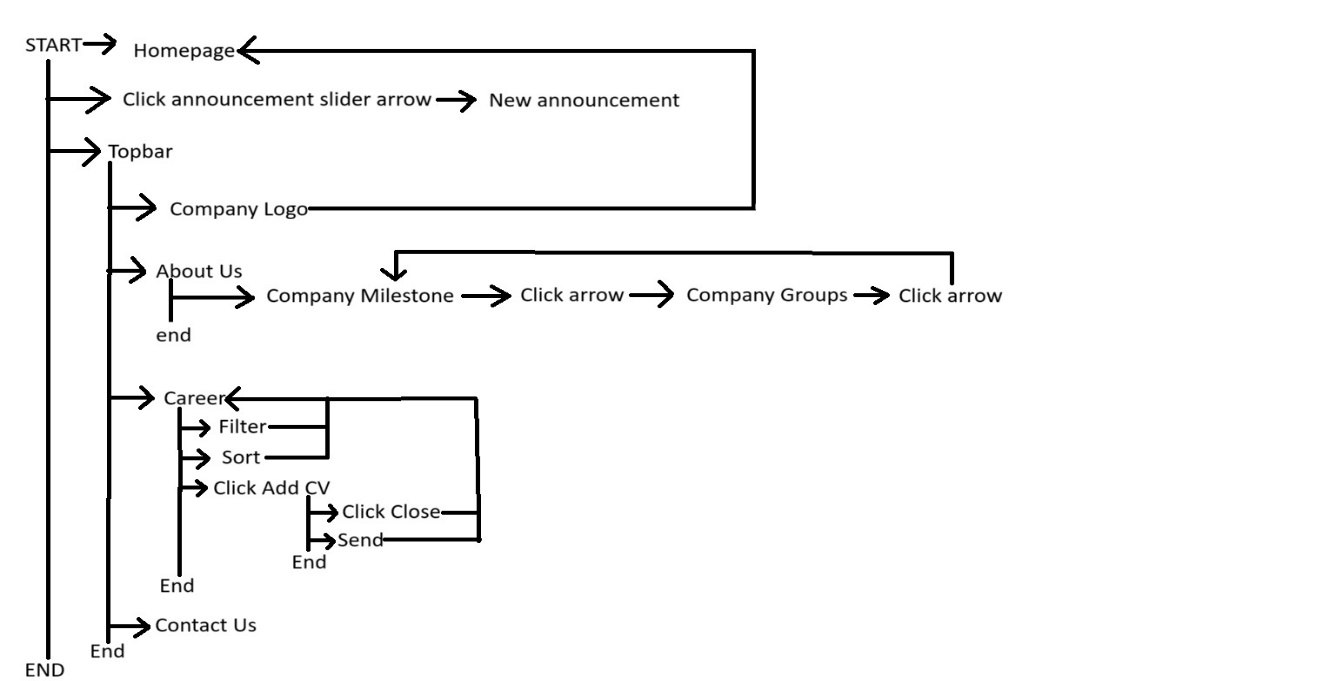 START
Homepage
Click announcement slider arrow
New announcement
Topbar
Company Logo
About Us
Company Milestone
Click arrow
Company Groups
Click arrow
end
Career
Filter
Sort
Click Add CV
Click Close
Send
End
End
Contact Us
End
END